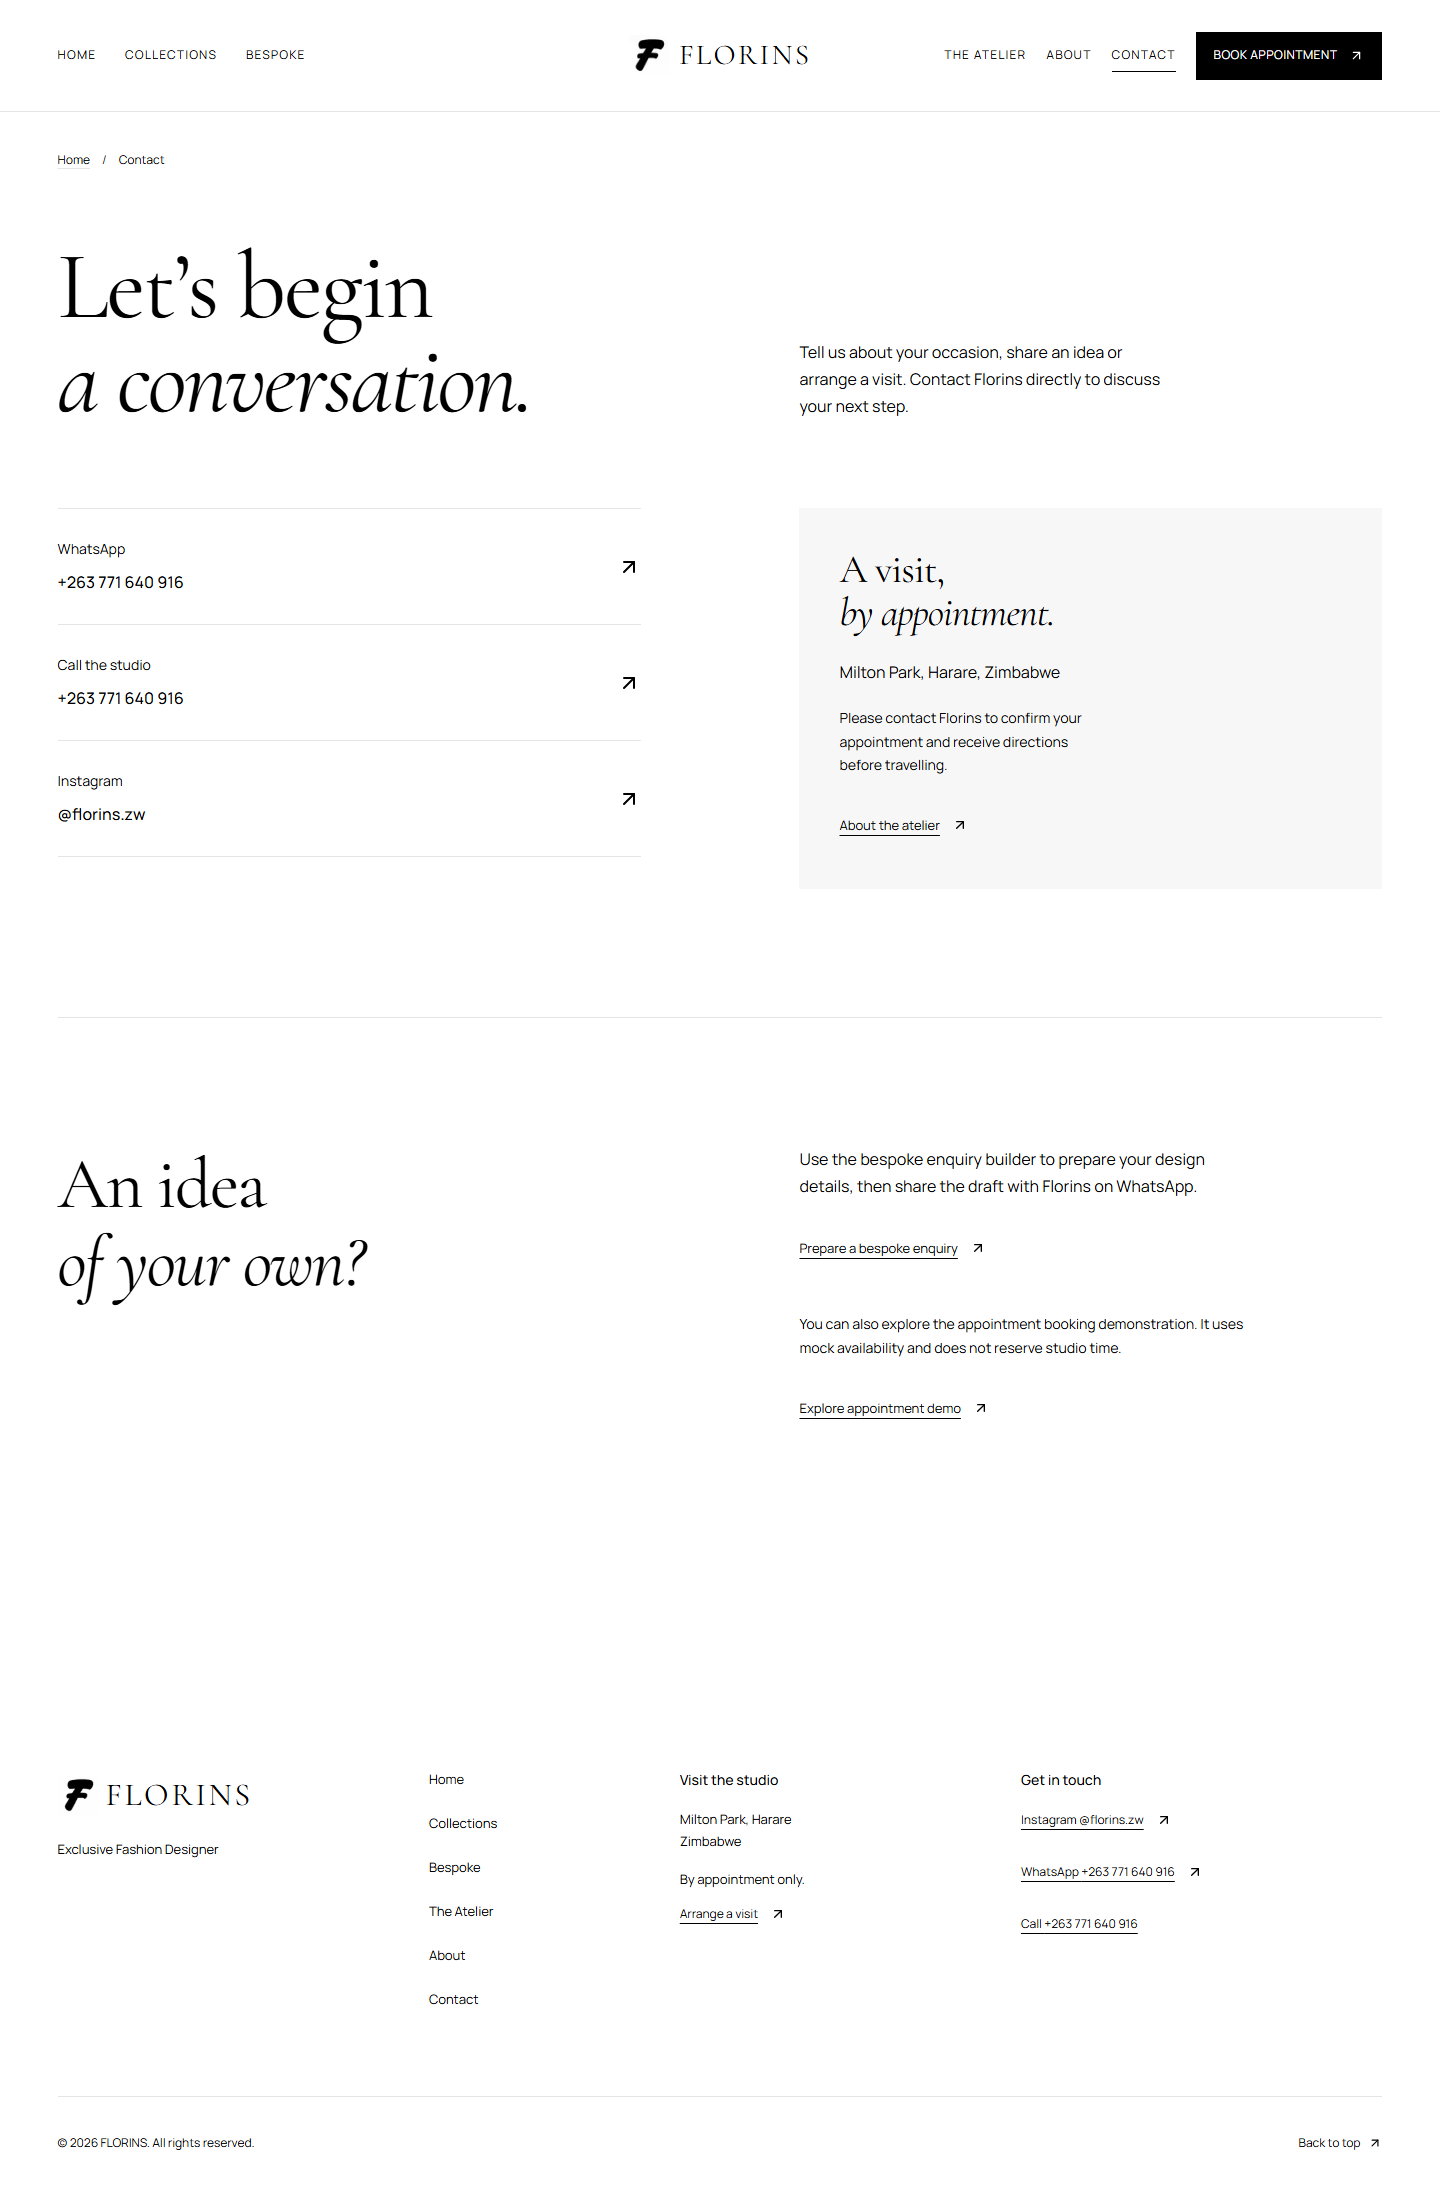 HOME COLLECTIONS BESPOKE
F FLORINS
THE ATELIER ABOUT CONTACT BOOK APPOINTMENT
Home / Contact
Let’s begin
a conversation.
Tell us about your occasion, share an idea or
arrange a visit. Contact Florins directly to discuss
your next step.
WhatsApp
+263 771 640 916
Call the studio
+263 771 640 916
Instagram
@florins.zw
A visit,
by appointment.
Milton Park, Harare, Zimbabwe
Please contact Florins to confirm your
appointment and receive directions
before travelling.
About the atelier
An idea
of your own?
Use the bespoke enquiry builder to prepare your design
details, then share the draft with Florins on WhatsApp.
Prepare a bespoke enquiry
You can also explore the appointment booking demonstration. It uses
mock availability and does not reserve studio time.
Explore appointment demo
F FLORINS
Exclusive Fashion Designer
Home
Collections
Bespoke
The Atelier
About
Contact
Visit the studio
Milton Park, Harare
Zimbabwe
By appointment only.
Arrange a visit
Get in touch
Instagram @florins.zw
WhatsApp +263 771 640 916
Call +263 771 640 916
© 2026 FLORINS. All rights reserved.
Back to top